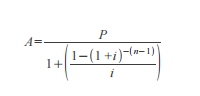 A = P / (1 + ((1 − (1 + i)^−(n−1)) / i))